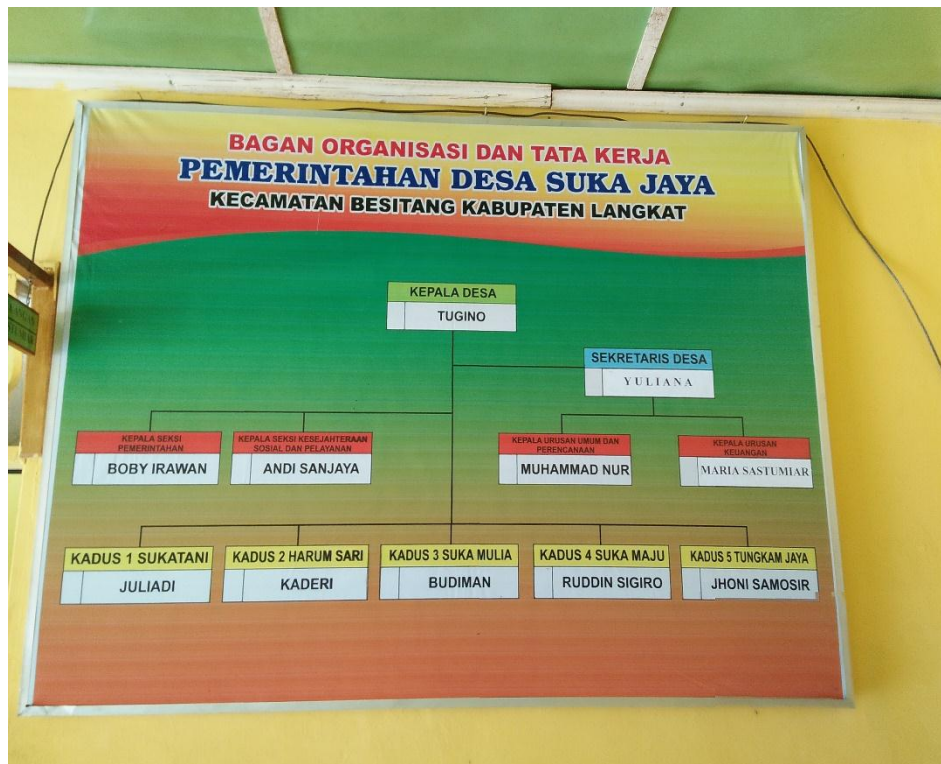 BAGAN ORGANISASI DAN TATA KERJA
PEMERINTAHAN DESA SUKA JAYA
KECAMATAN BESITANG KABUPATEN LANGKAT
KEPALA DESA
TUGINO
SEKRETARIS DESA
YULIANA
KEPALA SEKSI
PEMERINTAHAN
BOBY IRAWAN
KEPALA SEKSI KESEJAHTERAAN
SOSIAL DAN PELAYANAN
ANDI SANJAYA
KEPALA URUSAN UMUM DAN
PERENCANAAN
MUHAMMAD NUR
KEPALA URUSAN
KEUANGAN
MARIA SASTUMIAR
KADUS 1 SUKATANI
JULIADI
KADUS 2 HARUM SARI
KADERI
KADUS 3 SUKA MULIA
BUDIMAN
KADUS 4 SUKA MAJU
RUDDIN SIGIRO
KADUS 5 TUNGKAM JAYA
JHONI SAMOSIR